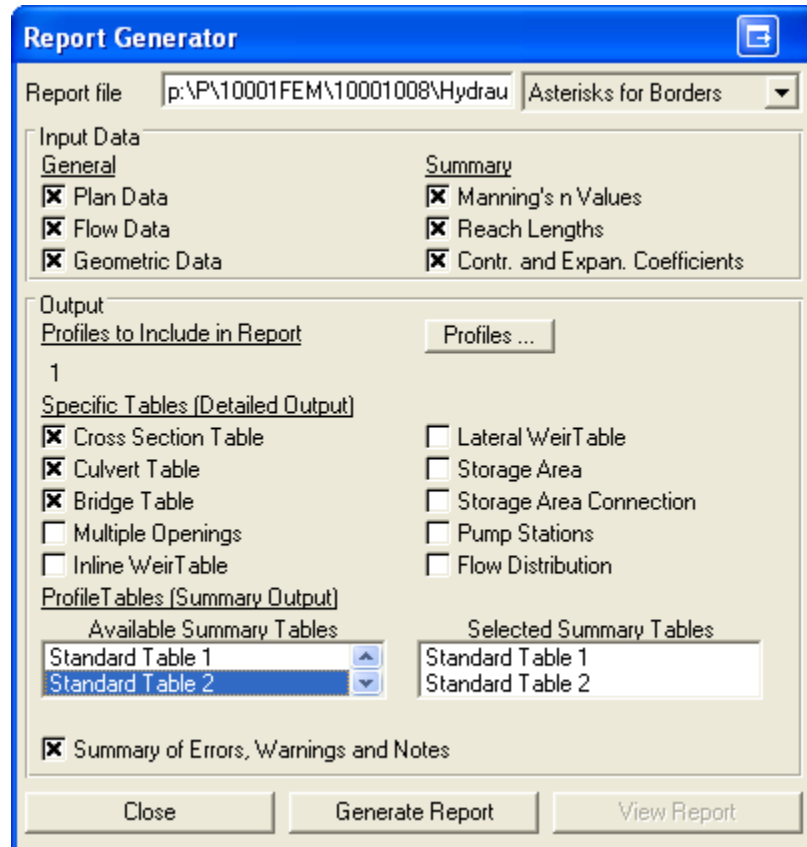 Report Generator
Report file p:\P\10001FEM\10001008\Hydrau Asterisks for Borders
Input Data
General Summary
Plan Data Manning's n Values
Flow Data Reach Lengths
Geometric Data Contr. and Expan. Coefficients
Output
Profiles to Include in Report Profiles ...
1
Specific Tables (Detailed Output)
Cross Section Table Lateral WeirTable
Culvert Table Storage Area
Bridge Table Storage Area Connection
Multiple Openings Pump Stations
Inline WeirTable Flow Distribution
ProfileTables (Summary Output)
Available Summary Tables Selected Summary Tables
Standard Table 1 Standard Table 1
Standard Table 2 Standard Table 2
Summary of Errors, Warnings and Notes
Close Generate Report View Report